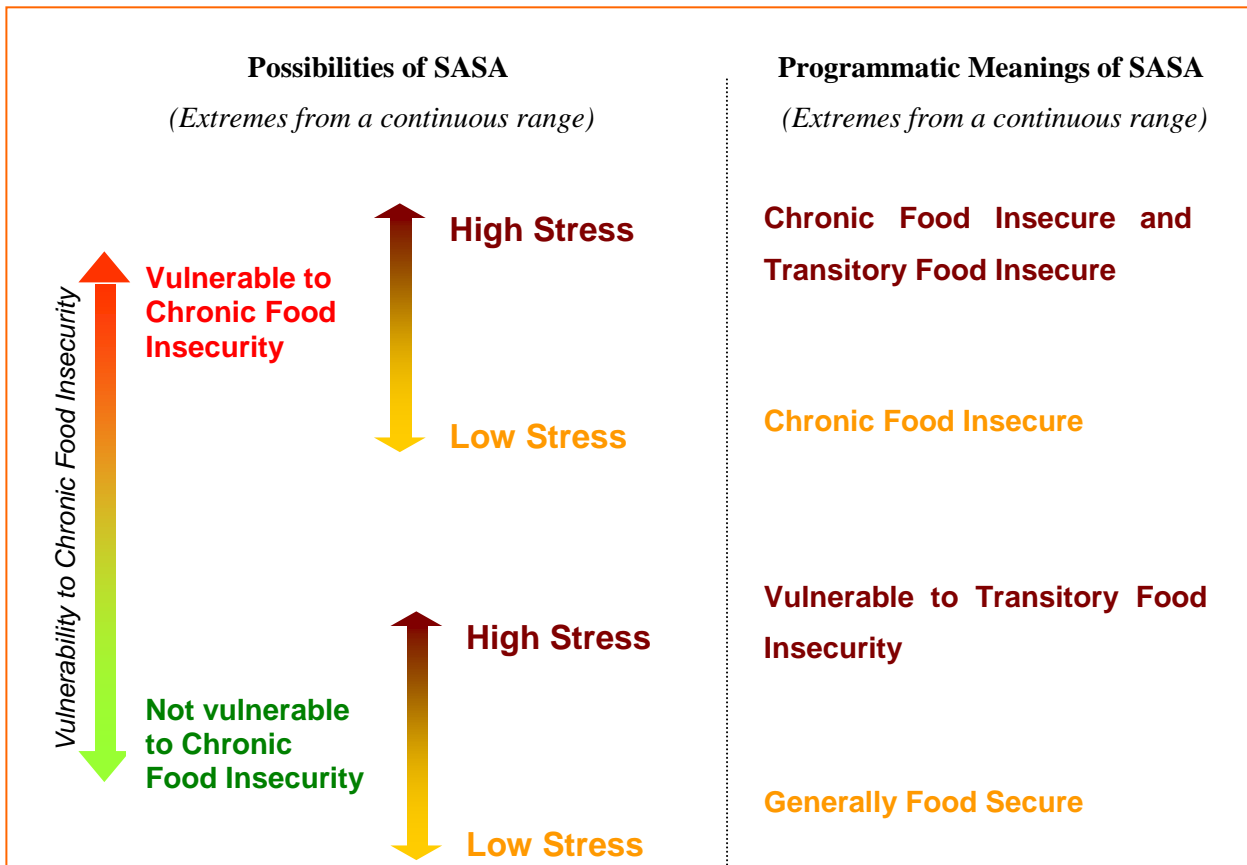 Possibilities of SASA
(Extremes from a continuous range)
Programmatic Meanings of SASA
(Extremes from a continuous range)
Vulnerability to Chronic Food Insecurity
Vulnerable to
Chronic Food
Insecurity
High Stress
Low Stress
Chronic Food Insecure and
Transitory Food Insecure
Chronic Food Insecure
Not vulnerable
to Chronic
Food Insecurity
High Stress
Low Stress
Vulnerable to Transitory Food
Insecurity
Generally Food Secure